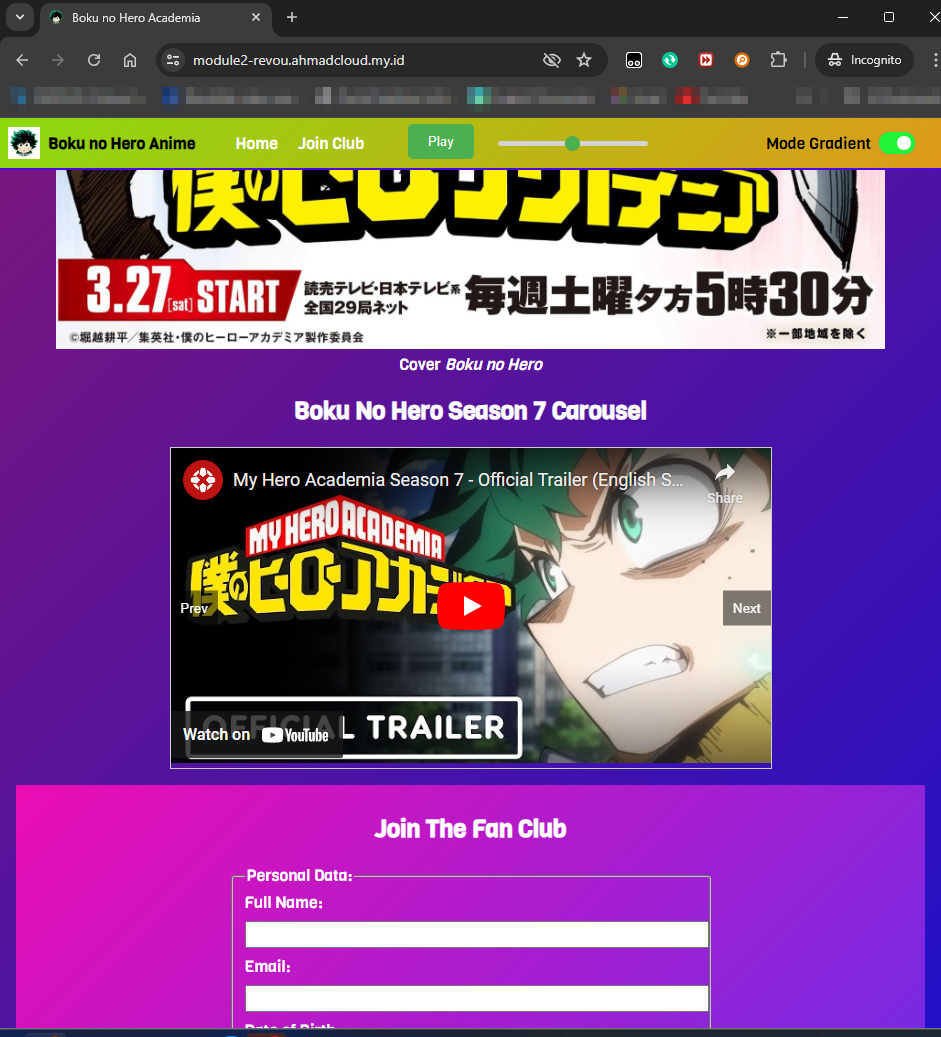 Boku no Hero Academia
module2-revou.ahmadcloud.my.id
Incognito
Boku no Hero Anime
Home
Join Club
Play
Mode Gradient
僕のヒーローアカデミア
3.27[sat] START
読売テレビ・日本テレビ系
全国29局ネット
毎週土曜夕方5時30分
©堀越耕平／集英社・僕のヒーローアカデミア製作委員会
※一部地域を除く
Cover Boku no Hero
Boku No Hero Season 7 Carousel
My Hero Academia Season 7 - Official Trailer (English S...
Share
MY HERO ACADEMIA
僕のヒーローアカデミア
Prev
Next
OFFICIAL TRAILER
Watch on YouTube
Join The Fan Club
Personal Data:
Full Name:
Email:
Date of Birth